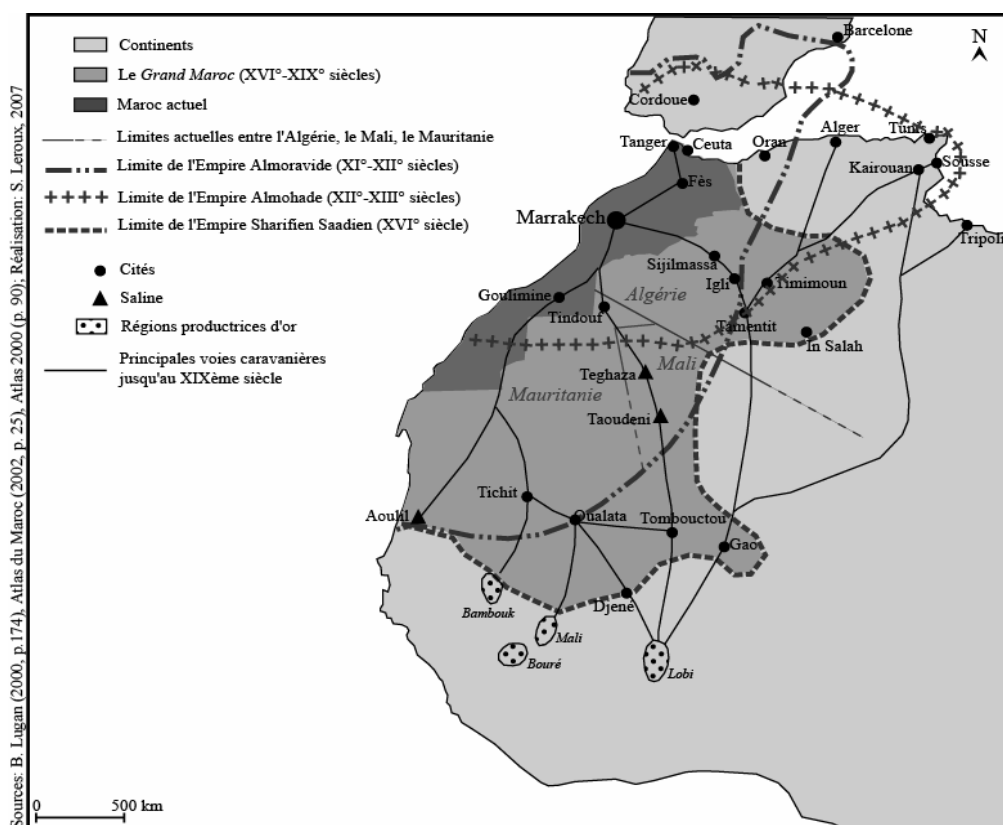 Sources: B. Lugan (2000, p.174), Atlas du Maroc (2002, p. 25), Atlas 2000 (p. 90); Réalisation: S. Leroux, 2007
Continents
Le Grand Maroc (XVI°-XIX° siècles)
Maroc actuel
Limites actuelles entre l'Algérie, le Mali, le Mauritanie
Limite de l'Empire Almoravide (XI°-XII° siècles)
Limite de l'Empire Almohade (XII°-XIII° siècles)
Limite de l'Empire Sharifien Saadien (XVI° siècle)
Cités
Saline
Régions productrices d'or
Principales voies caravanières
jusqu'au XIXème siècle
0 500 km
N
Barcelone
Cordoue
Tanger
Ceuta
Oran
Alger
Tunis
Kairouan
Sousse
Fès
Marrakech
Tripoli
Sijilmassa
Igli
Timimoun
Goulimine
Algérie
Tindouf
Tamentit
In Salah
Teghaza
Mali
Mauritanie
Taoudeni
Tichit
Aoulil
Oualata
Tombouctou
Gao
Djené
Bambouk
Mali
Bouré
Lobi